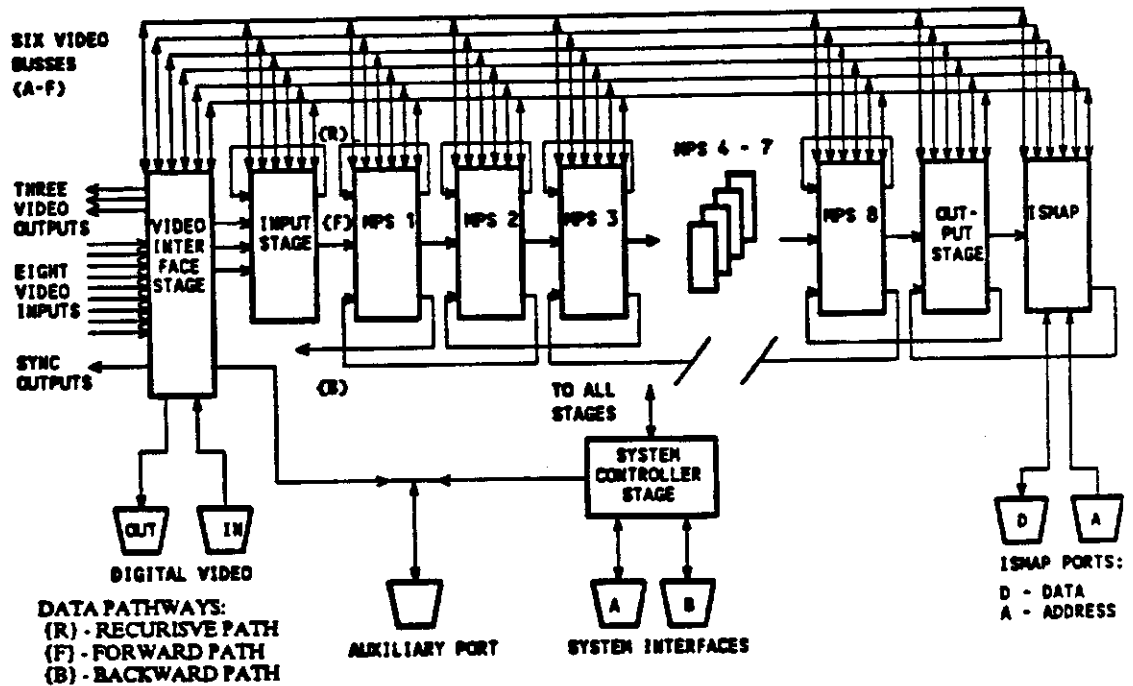 SIX VIDEO
BUSSES
(A-F)
{R}
MPS 4 - 7
THREE
VIDEO
OUTPUTS
VIDEO
INTER
FACE
STAGE
INPUT
STAGE
{F}
MPS 1
MPS 2
MPS 3
MPS 8
OUT-
PUT
STAGE
ISMAP
EIGHT
VIDEO
INPUTS
SYNC
OUTPUTS
{B}
TO ALL
STAGES
SYSTEM
CONTROLLER
STAGE
OUT
IN
D
A
DIGITAL VIDEO
ISMAP PORTS:
D - DATA
A - ADDRESS
A
B
AUXILIARY PORT
SYSTEM INTERFACES
DATA PATHWAYS:
{R} - RECURISVE PATH
{F} - FORWARD PATH
{B} - BACKWARD PATH